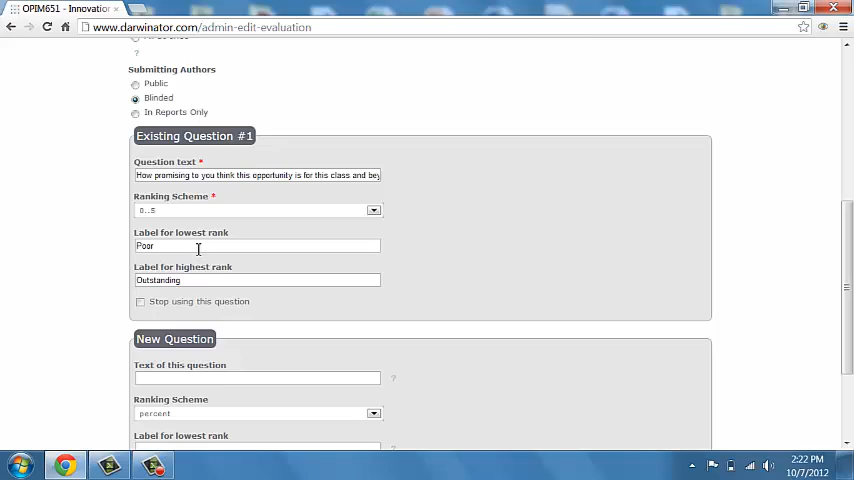 OPIM651 - Innovatio
www.darwinator.com/admin-edit-evaluation
?
Submitting Authors
Public
Blinded
In Reports Only
Existing Question #1
Question text *
How promising to you think this opportunity is for this class and bey
Ranking Scheme *
0..5
Label for lowest rank
Poor
Label for highest rank
Outstanding
Stop using this question
New Question
Text of this question
?
Ranking Scheme
percent
Label for lowest rank
?
2:22 PM
10/7/2012